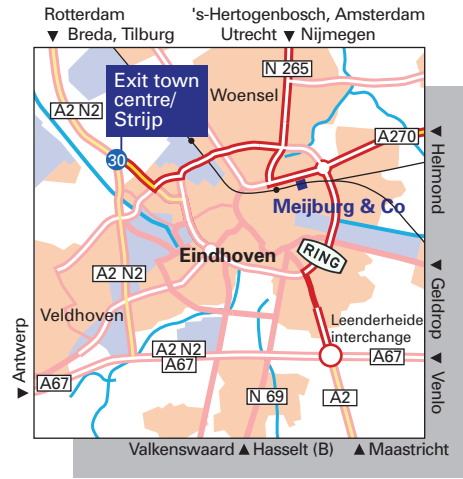 Rotterdam
▼ Breda, Tilburg
's-Hertogenbosch, Amsterdam
Utrecht ▼ Nijmegen
N 265
Woensel
Exit town
centre/
Strijp
A2 N2
A270
▼ Helmond
30
Meijburg & Co
Eindhoven
RING
A2 N2
▼ Geldrop
Veldhoven
Leenderheide
interchange
A2 N2
A67
A67
▼ Venlo
▼ Antwerp
A67
N 69
A2
Valkenswaard ▲ Hasselt (B)
▲ Maastricht